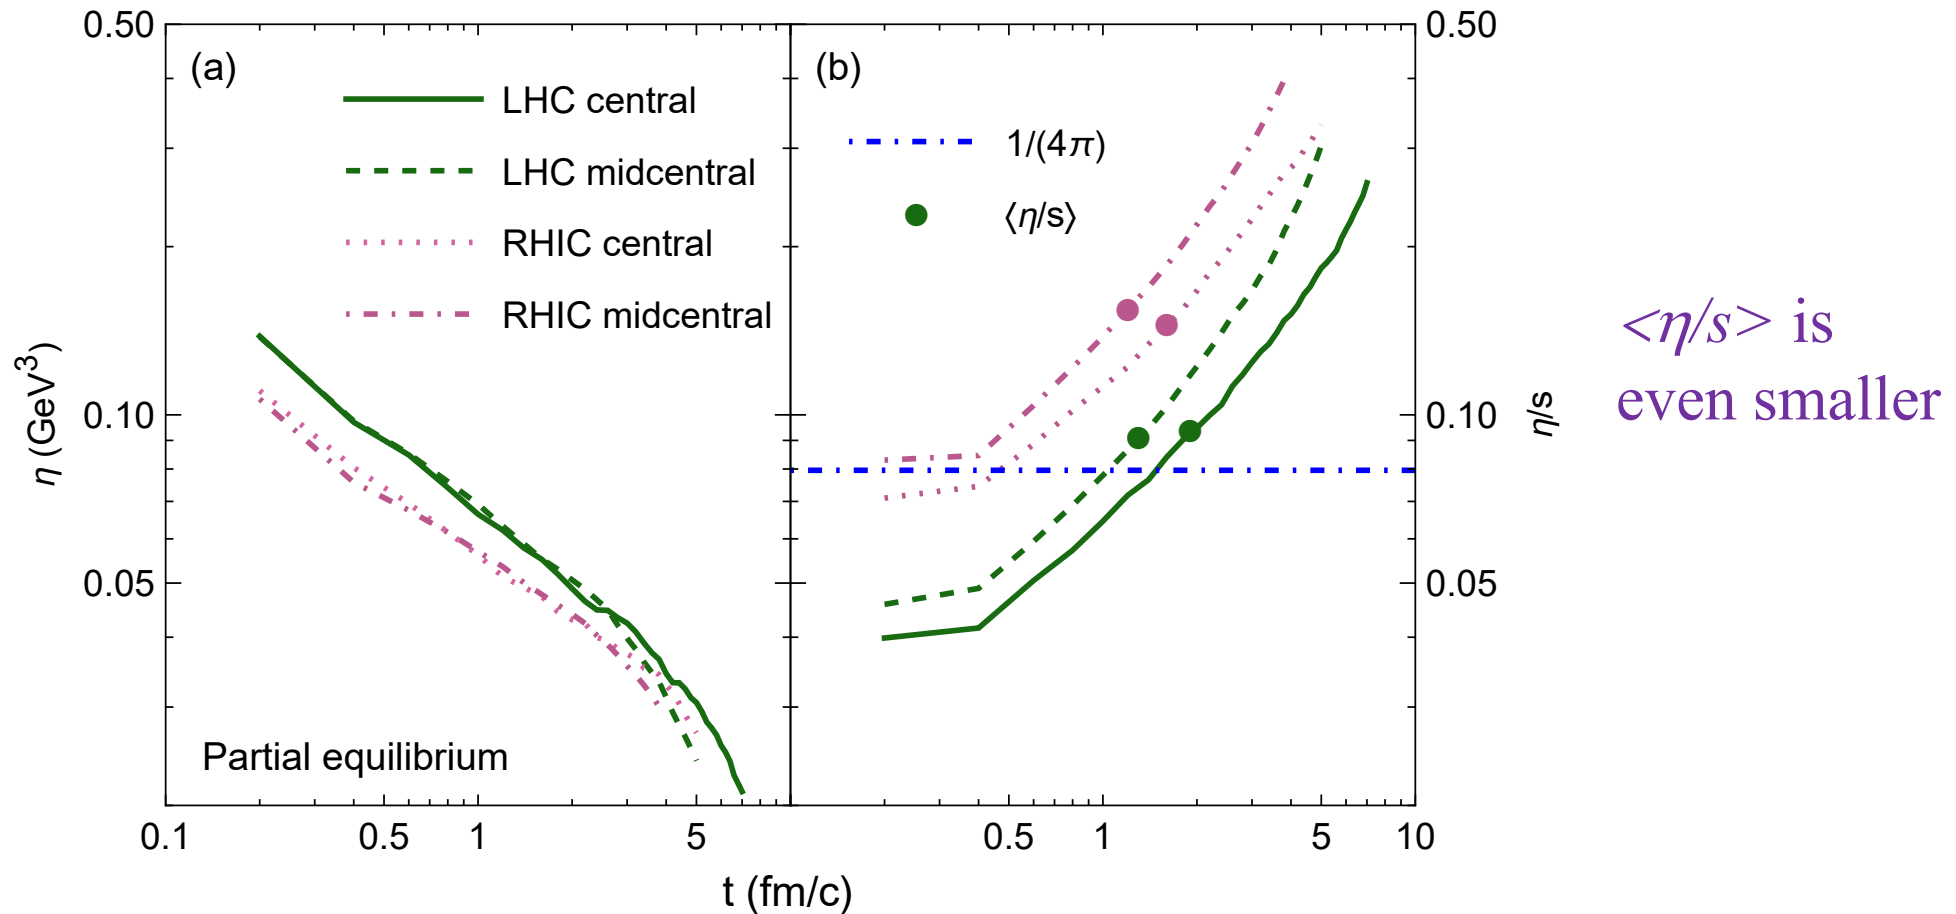 0.50
0.10
0.05
η (GeV³)
(a)
LHC central
LHC midcentral
RHIC central
RHIC midcentral
Partial equilibrium
0.1
0.5
1
5
(b)
1/(4π)
⟨η/s⟩
0.5
1
5
10
t (fm/c)
0.50
0.10
0.05
η/s
<η/s> is
even smaller